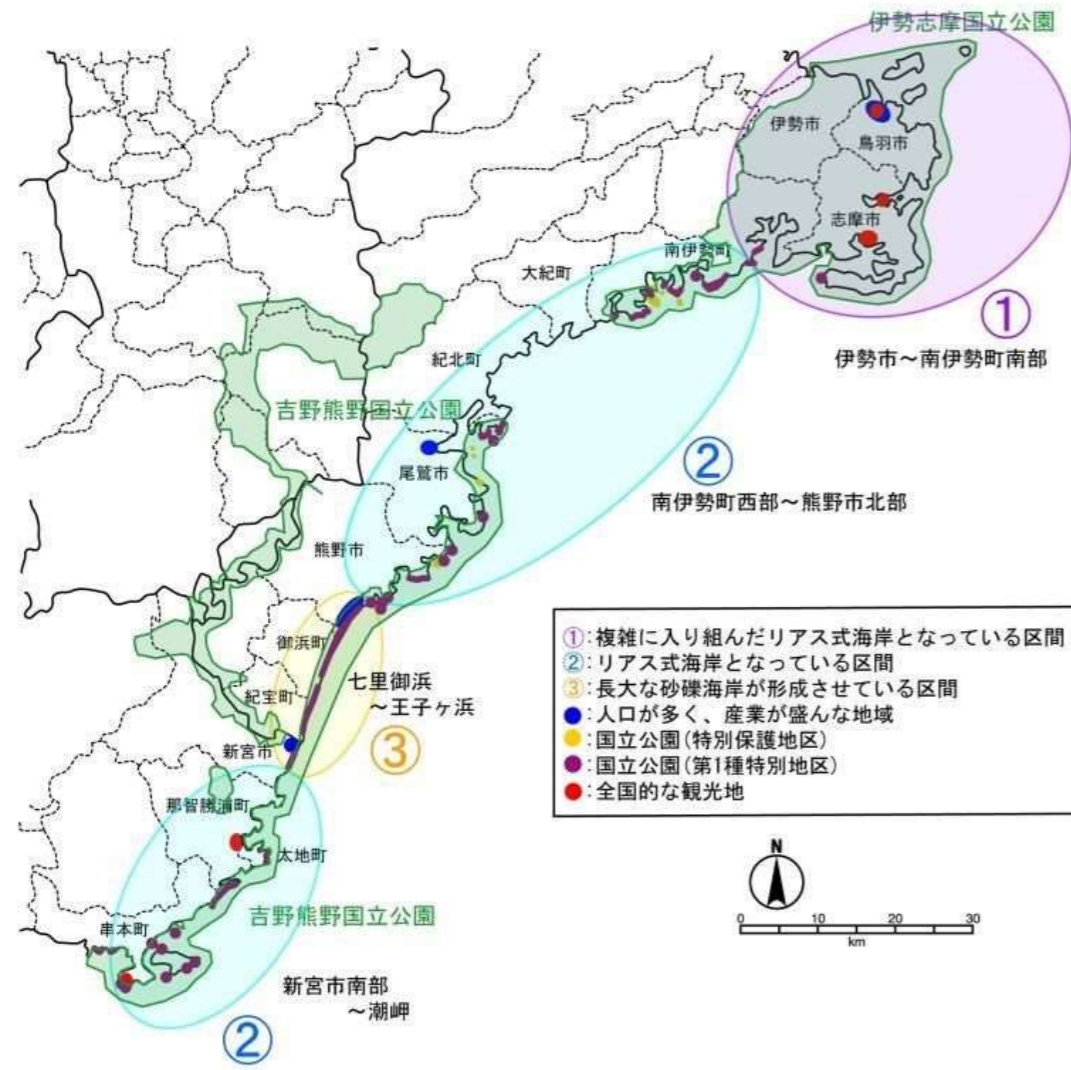 伊勢志摩国立公園
伊勢市
鳥羽市
志摩市
南伊勢町
大紀町
①
伊勢市～南伊勢町南部
紀北町
吉野熊野国立公園
尾鷲市
②
南伊勢町西部～熊野市北部
熊野市
御浜町
七里御浜
～王子ヶ浜
紀宝町
③
新宮市
那智勝浦町
太地町
吉野熊野国立公園
串本町
新宮市南部
～潮岬
②
①:複雑に入り組んだリアス式海岸となっている区間
②:リアス式海岸となっている区間
③:長大な砂礫海岸が形成させている区間
●:人口が多く、産業が盛んな地域
●:国立公園(特別保護地区)
●:国立公園(第1種特別地区)
●:全国的な観光地
N
0 10 20 30
km